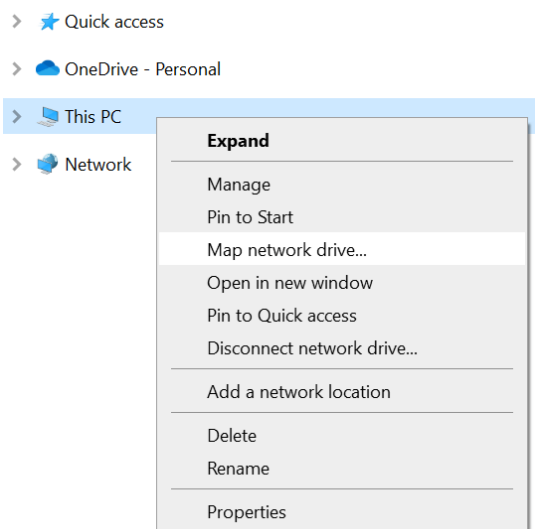 Quick access
OneDrive - Personal
This PC
Network
Expand
Manage
Pin to Start
Map network drive...
Open in new window
Pin to Quick access
Disconnect network drive...
Add a network location
Delete
Rename
Properties